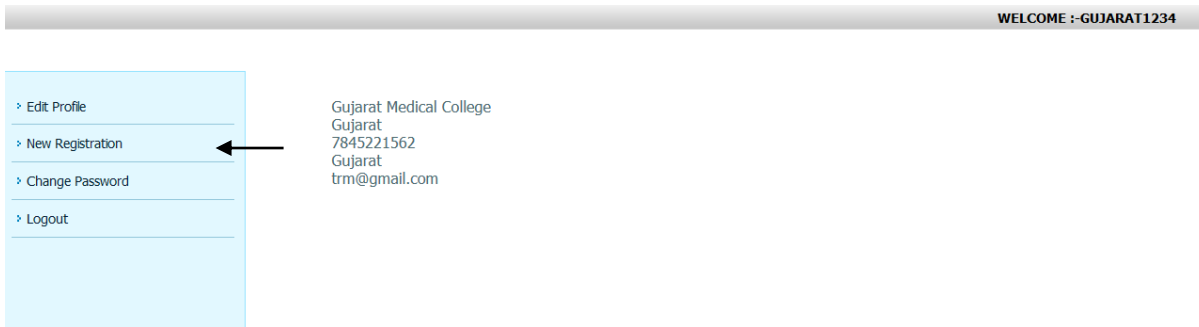 WELCOME :-GUJARAT1234
Edit Profile
New Registration
Change Password
Logout
Gujarat Medical College
Gujarat
7845221562
Gujarat
trm@gmail.com